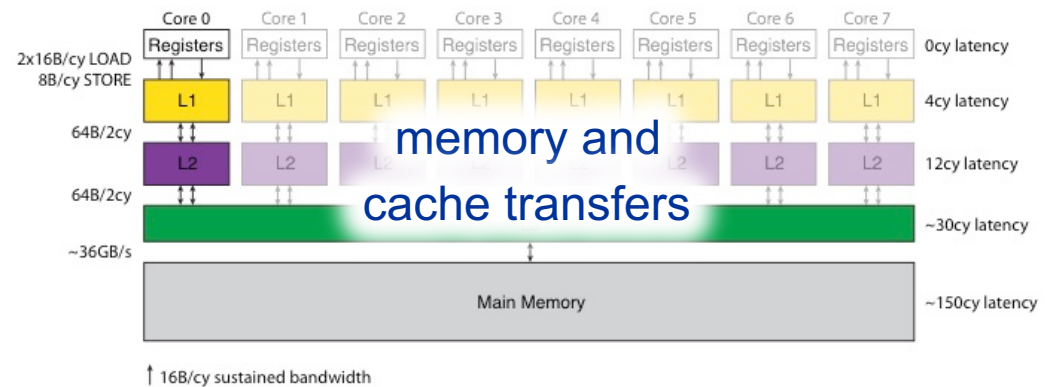 Core 0 Core 1 Core 2 Core 3 Core 4 Core 5 Core 6 Core 7
Registers Registers Registers Registers Registers Registers Registers Registers 0cy latency
2x16B/cy LOAD
8B/cy STORE
L1 L1 L1 L1 4cy latency
64B/2cy
memory and
L2 L2 L2 L2 12cy latency
64B/2cy
cache transfers
~30cy latency
~36GB/s
Main Memory ~150cy latency
↑ 16B/cy sustained bandwidth